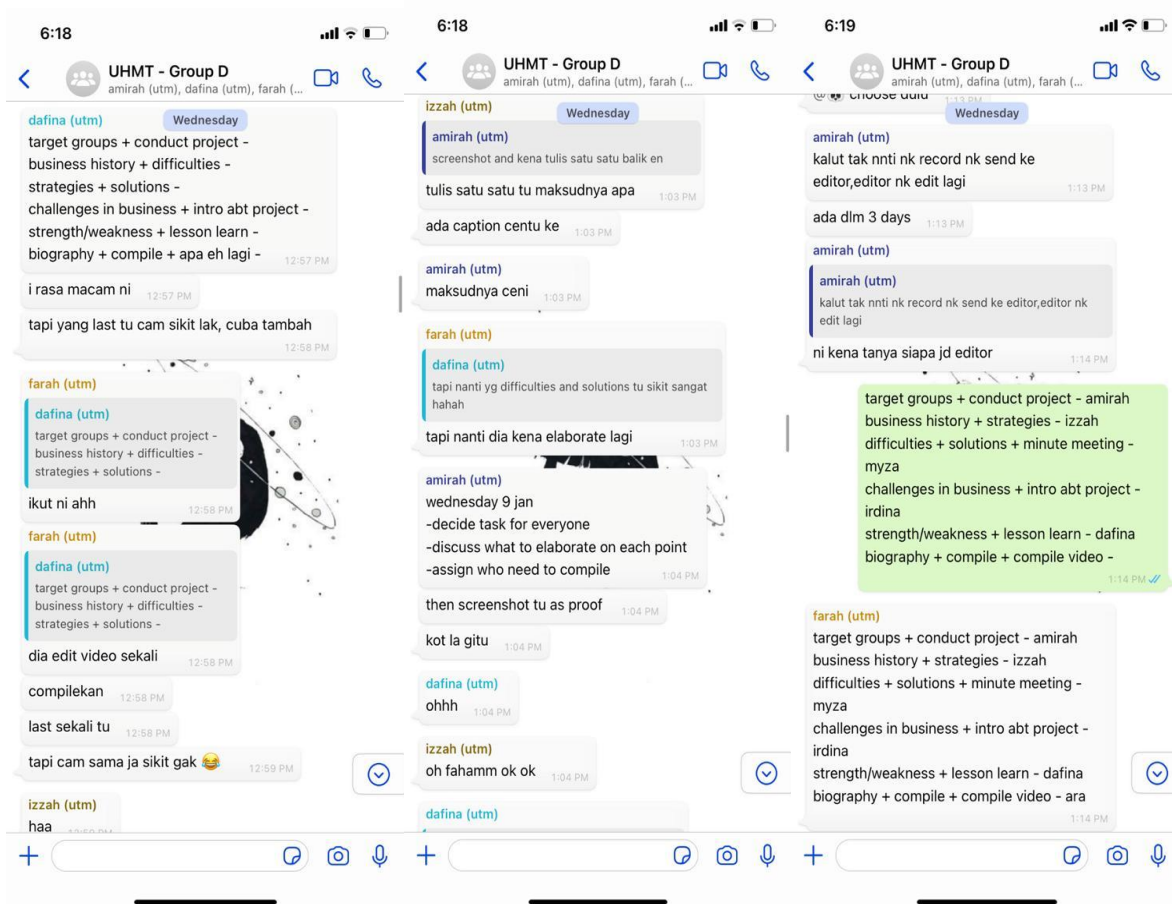 6:18
UHMT - Group D
amirah (utm), dafina (utm), farah (...
Wednesday
dafina (utm)
target groups + conduct project -
business history + difficulties -
strategies + solutions -
challenges in business + intro abt project -
strength/weakness + lesson learn -
biography + compile + apa eh lagi -
12:57 PM
i rasa macam ni
12:57 PM
tapi yang last tu cam sikit lak, cuba tambah
12:58 PM
farah (utm)
dafina (utm)
target groups + conduct project -
business history + difficulties -
strategies + solutions -
ikut ni ahh
12:58 PM
farah (utm)
dafina (utm)
target groups + conduct project -
business history + difficulties -
strategies + solutions -
dia edit video sekali
12:58 PM
compilekan
12:58 PM
last sekali tu
12:58 PM
tapi cam sama ja sikit gak 😂
12:59 PM
izzah (utm)
haa
6:18
UHMT - Group D
amirah (utm), dafina (utm), farah (...
izzah (utm)
Wednesday
amirah (utm)
screenshot and kena tulis satu satu balik en
tulis satu satu tu maksudnya apa
1:03 PM
ada caption centu ke
1:03 PM
amirah (utm)
maksudnya ceni
1:03 PM
farah (utm)
dafina (utm)
tapi nanti yg difficulties and solutions tu sikit sangat
hahah
tapi nanti dia kena elaborate lagi
1:03 PM
amirah (utm)
wednesday 9 jan
-decide task for everyone
-discuss what to elaborate on each point
-assign who need to compile
1:04 PM
then screenshot tu as proof
1:04 PM
kot la gitu
1:04 PM
dafina (utm)
ohhh
1:04 PM
izzah (utm)
oh fahamm ok ok
1:04 PM
dafina (utm)
6:19
UHMT - Group D
amirah (utm), dafina (utm), farah (...
choose dulu
1:13 PM
Wednesday
amirah (utm)
kalut tak nnti nk record nk send ke
editor,editor nk edit lagi
1:13 PM
ada dlm 3 days
1:13 PM
amirah (utm)
amirah (utm)
kalut tak nnti nk record nk send ke editor,editor nk
edit lagi
ni kena tanya siapa jd editor
1:14 PM
target groups + conduct project - amirah
business history + strategies - izzah
difficulties + solutions + minute meeting -
myza
challenges in business + intro abt project -
irdina
strength/weakness + lesson learn - dafina
biography + compile + compile video -
1:14 PM
farah (utm)
target groups + conduct project - amirah
business history + strategies - izzah
difficulties + solutions + minute meeting -
myza
challenges in business + intro abt project -
irdina
strength/weakness + lesson learn - dafina
biography + compile + compile video - ara
1:14 PM